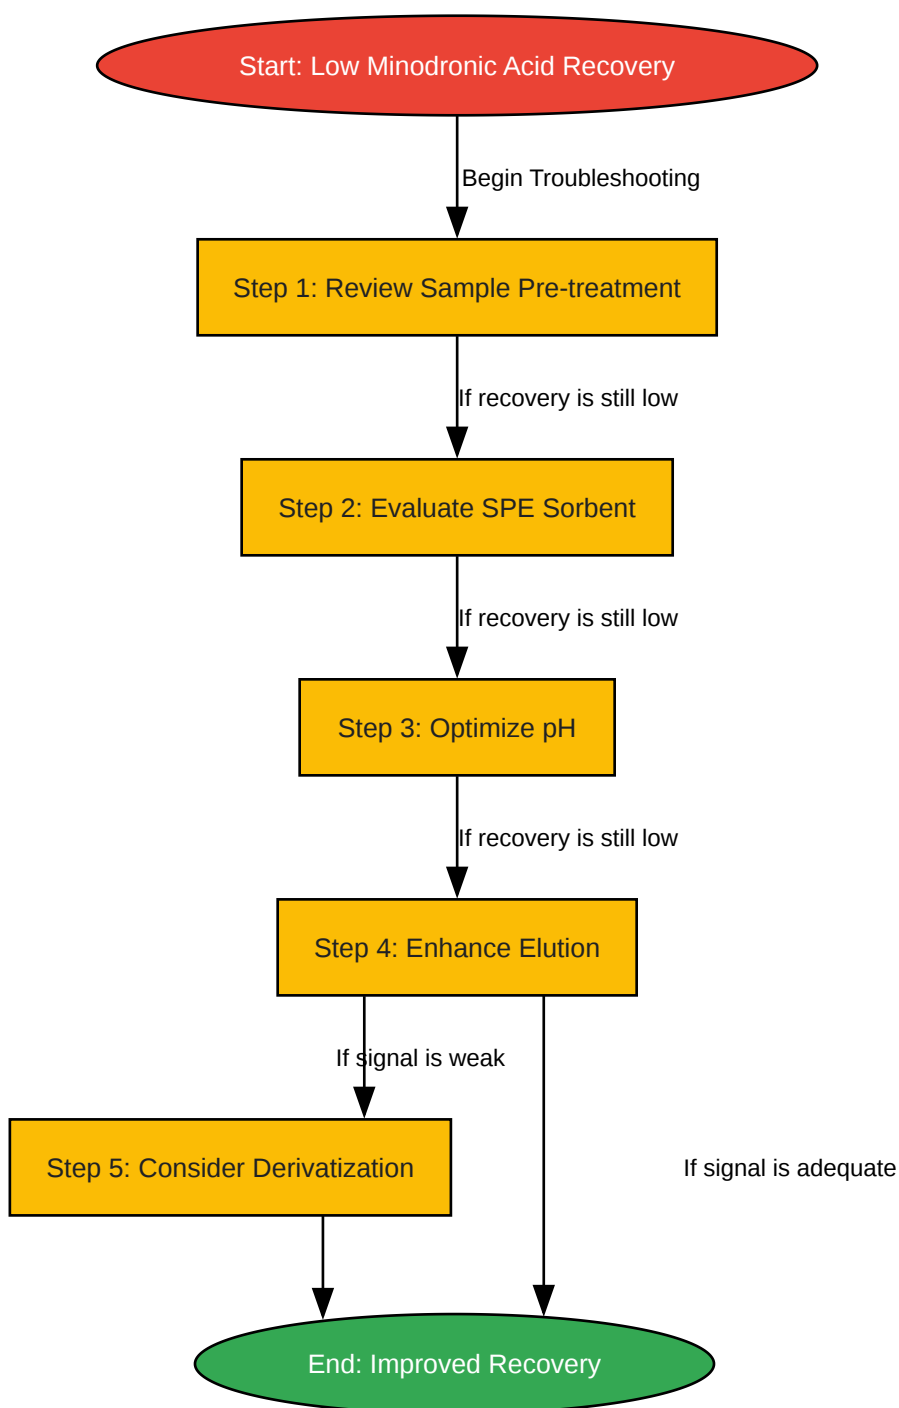 Start: Low Minodronic Acid Recovery
Begin Troubleshooting
Step 1: Review Sample Pre-treatment
If recovery is still low
Step 2: Evaluate SPE Sorbent
If recovery is still low
Step 3: Optimize pH
If recovery is still low
Step 4: Enhance Elution
If signal is weak
Step 5: Consider Derivatization
If signal is adequate
End: Improved Recovery